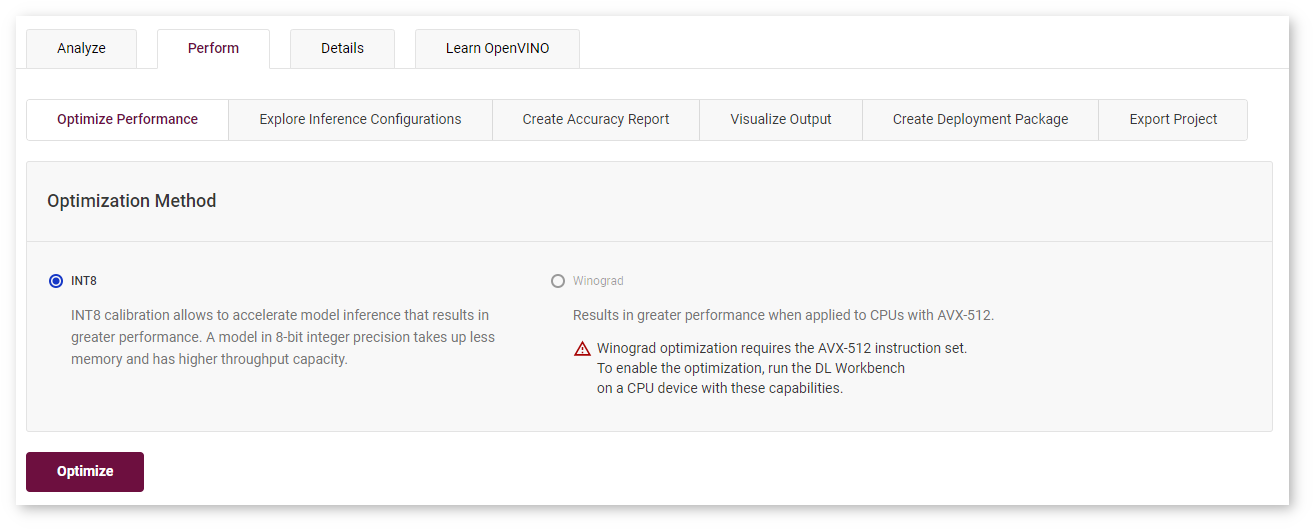 Analyze Perform Details Learn OpenVINO
Optimize Performance Explore Inference Configurations Create Accuracy Report Visualize Output Create Deployment Package Export Project
Optimization Method
INT8
INT8 calibration allows to accelerate model inference that results in
greater performance. A model in 8-bit integer precision takes up less
memory and has higher throughput capacity.
Winograd
Results in greater performance when applied to CPUs with AVX-512.
Winograd optimization requires the AVX-512 instruction set.
To enable the optimization, run the DL Workbench
on a CPU device with these capabilities.
Optimize